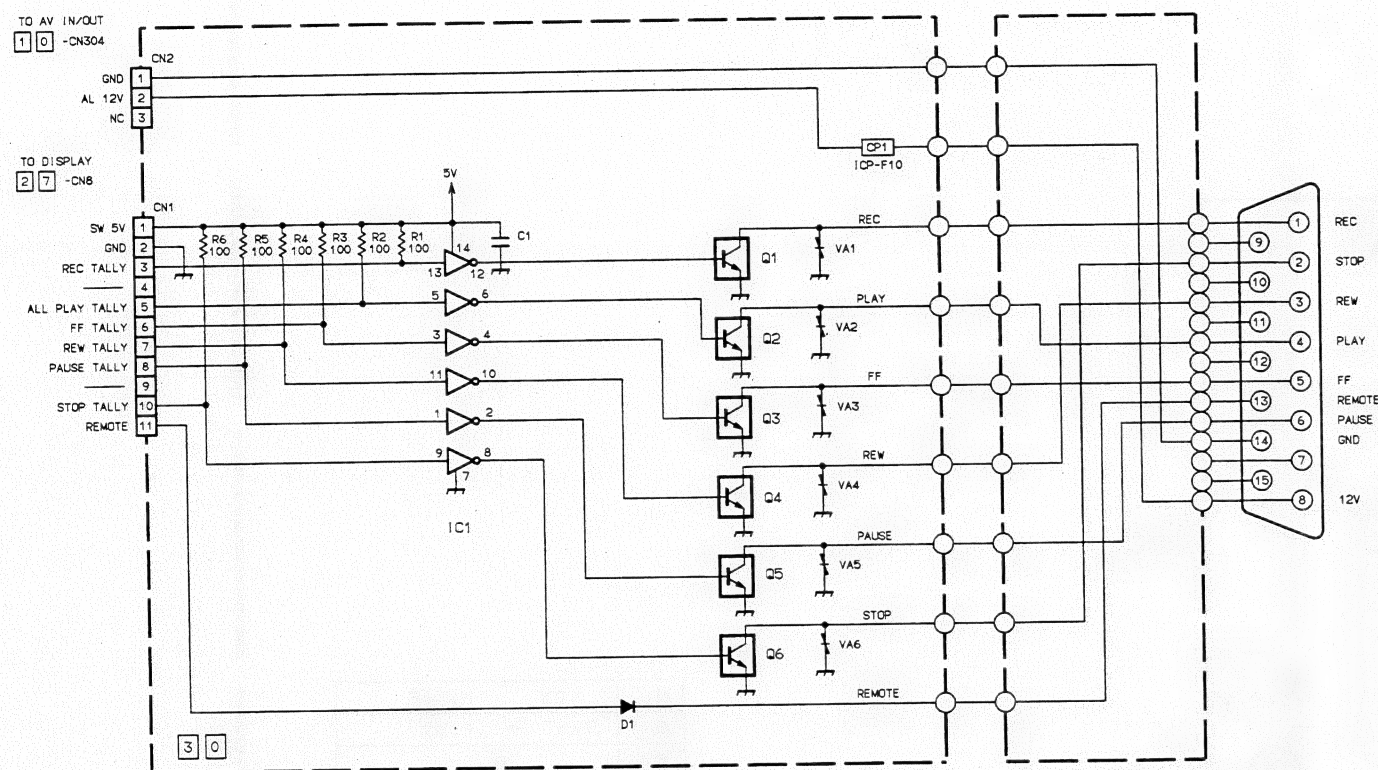 TO AV IN/OUT
1 0 -CN304
CN2
GND 1
AL 12V 2
NC 3
CP1
ICP-F10
TO DISPLAY
2 7 -CN8
CN1
5V
SW 5V 1
GND 2
REC TALLY 3
4
ALL PLAY TALLY 5
FF TALLY 6
REW TALLY 7
PAUSE TALLY 8
9
STOP TALLY 10
REMOTE 11
R6 R5 R4 R3 R2 R1
100 100 100 100 100 100
C1
14
13 12
5 6
3 4
11 10
1 2
9 8
7
IC1
REC
Q1 VA1
PLAY
Q2 VA2
FF
Q3 VA3
REW
Q4 VA4
PAUSE
Q5 VA5
STOP
Q6 VA6
REMOTE
D1
1 REC
9
2 STOP
10
3 REW
11
4 PLAY
12
5 FF
13 REMOTE
6 PAUSE
14 GND
7
15
8 12V
3 0